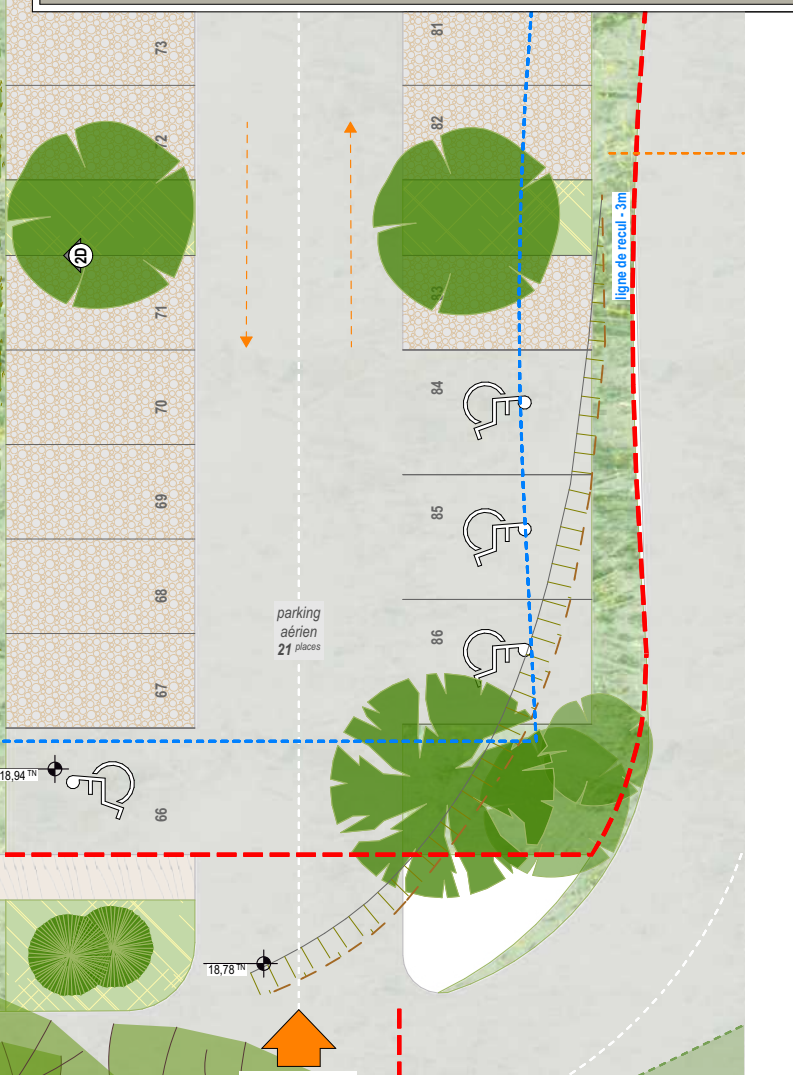 73
81
72
82
ligne de recul - 3m
2D
71
83
70
84
69
85
68
parking
aérien
21 places
86
67
18,94 TN
66
18,78 TN